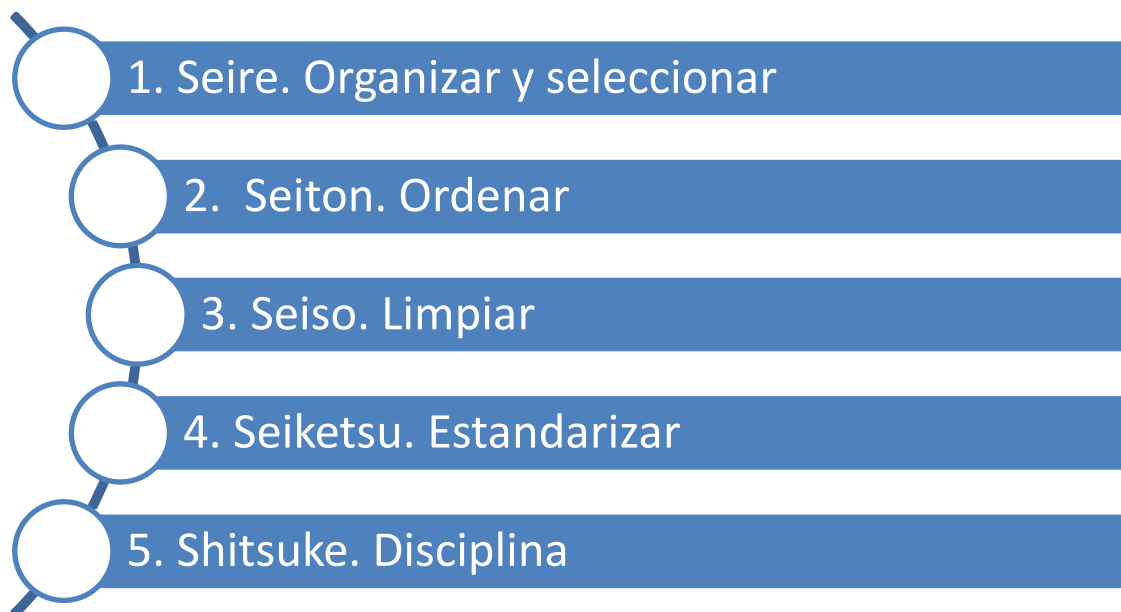 1. Seire. Organizar y seleccionar
2. Seiton. Ordenar
3. Seiso. Limpiar
4. Seiketsu. Estandarizar
5. Shitsuke. Disciplina